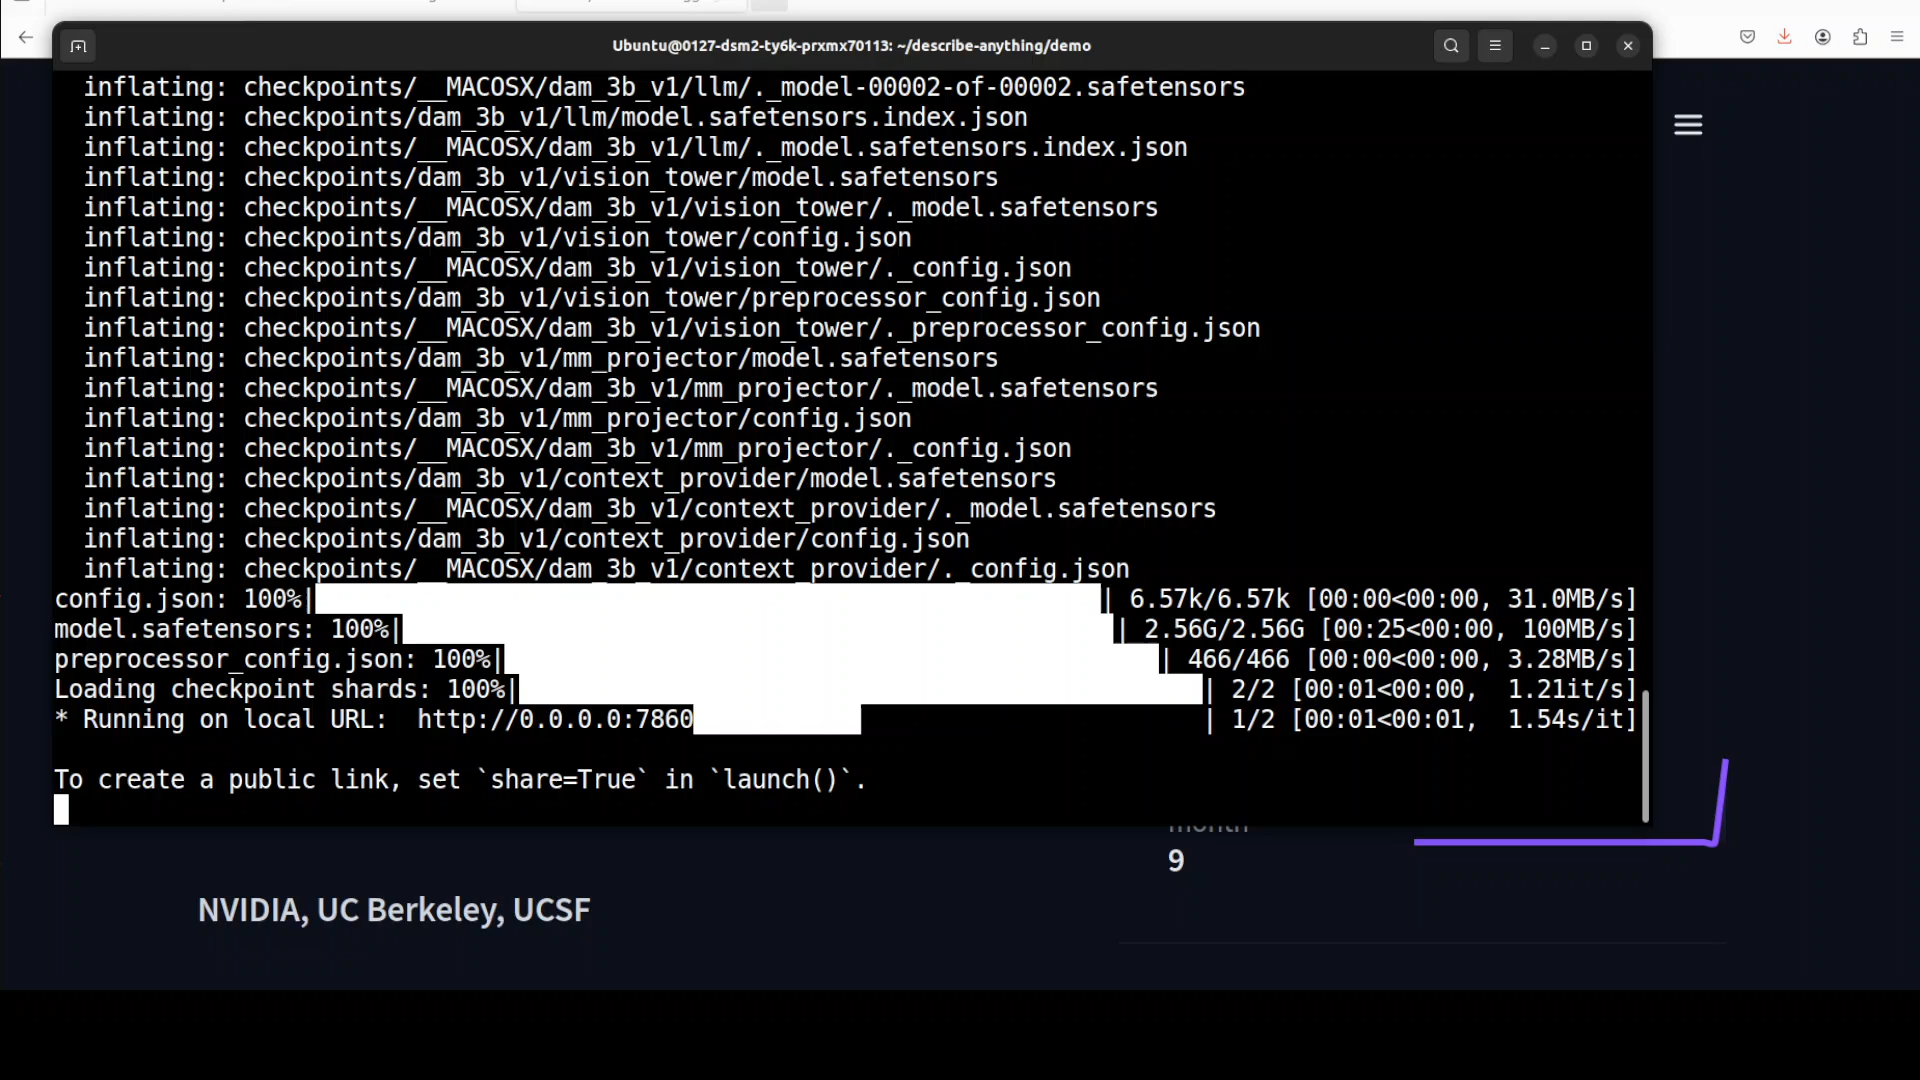 Ubuntu@0127-dsm2-ty6k-prxmx70113: ~/describe-anything/demo
inflating: checkpoints/__MACOSX/dam_3b_v1/llm/._model-00002-of-00002.safetensors
inflating: checkpoints/dam_3b_v1/llm/model.safetensors.index.json
inflating: checkpoints/__MACOSX/dam_3b_v1/llm/._model.safetensors.index.json
inflating: checkpoints/dam_3b_v1/vision_tower/model.safetensors
inflating: checkpoints/__MACOSX/dam_3b_v1/vision_tower/._model.safetensors
inflating: checkpoints/dam_3b_v1/vision_tower/config.json
inflating: checkpoints/__MACOSX/dam_3b_v1/vision_tower/._config.json
inflating: checkpoints/dam_3b_v1/vision_tower/preprocessor_config.json
inflating: checkpoints/__MACOSX/dam_3b_v1/vision_tower/._preprocessor_config.json
inflating: checkpoints/dam_3b_v1/mm_projector/model.safetensors
inflating: checkpoints/__MACOSX/dam_3b_v1/mm_projector/._model.safetensors
inflating: checkpoints/dam_3b_v1/mm_projector/config.json
inflating: checkpoints/__MACOSX/dam_3b_v1/mm_projector/._config.json
inflating: checkpoints/dam_3b_v1/context_provider/model.safetensors
inflating: checkpoints/__MACOSX/dam_3b_v1/context_provider/._model.safetensors
inflating: checkpoints/dam_3b_v1/context_provider/config.json
inflating: checkpoints/__MACOSX/dam_3b_v1/context_provider/._config.json
config.json: 100%| | 6.57k/6.57k [00:00<00:00, 31.0MB/s]
model.safetensors: 100%| | 2.56G/2.56G [00:25<00:00, 100MB/s]
preprocessor_config.json: 100%| | 466/466 [00:00<00:00, 3.28MB/s]
Loading checkpoint shards: 100%| | 2/2 [00:01<00:00, 1.21it/s]
* Running on local URL: http://0.0.0.0:7860 | 1/2 [00:01<00:01, 1.54s/it]
To create a public link, set `share=True` in `launch()`.
month
9
NVIDIA, UC Berkeley, UCSF